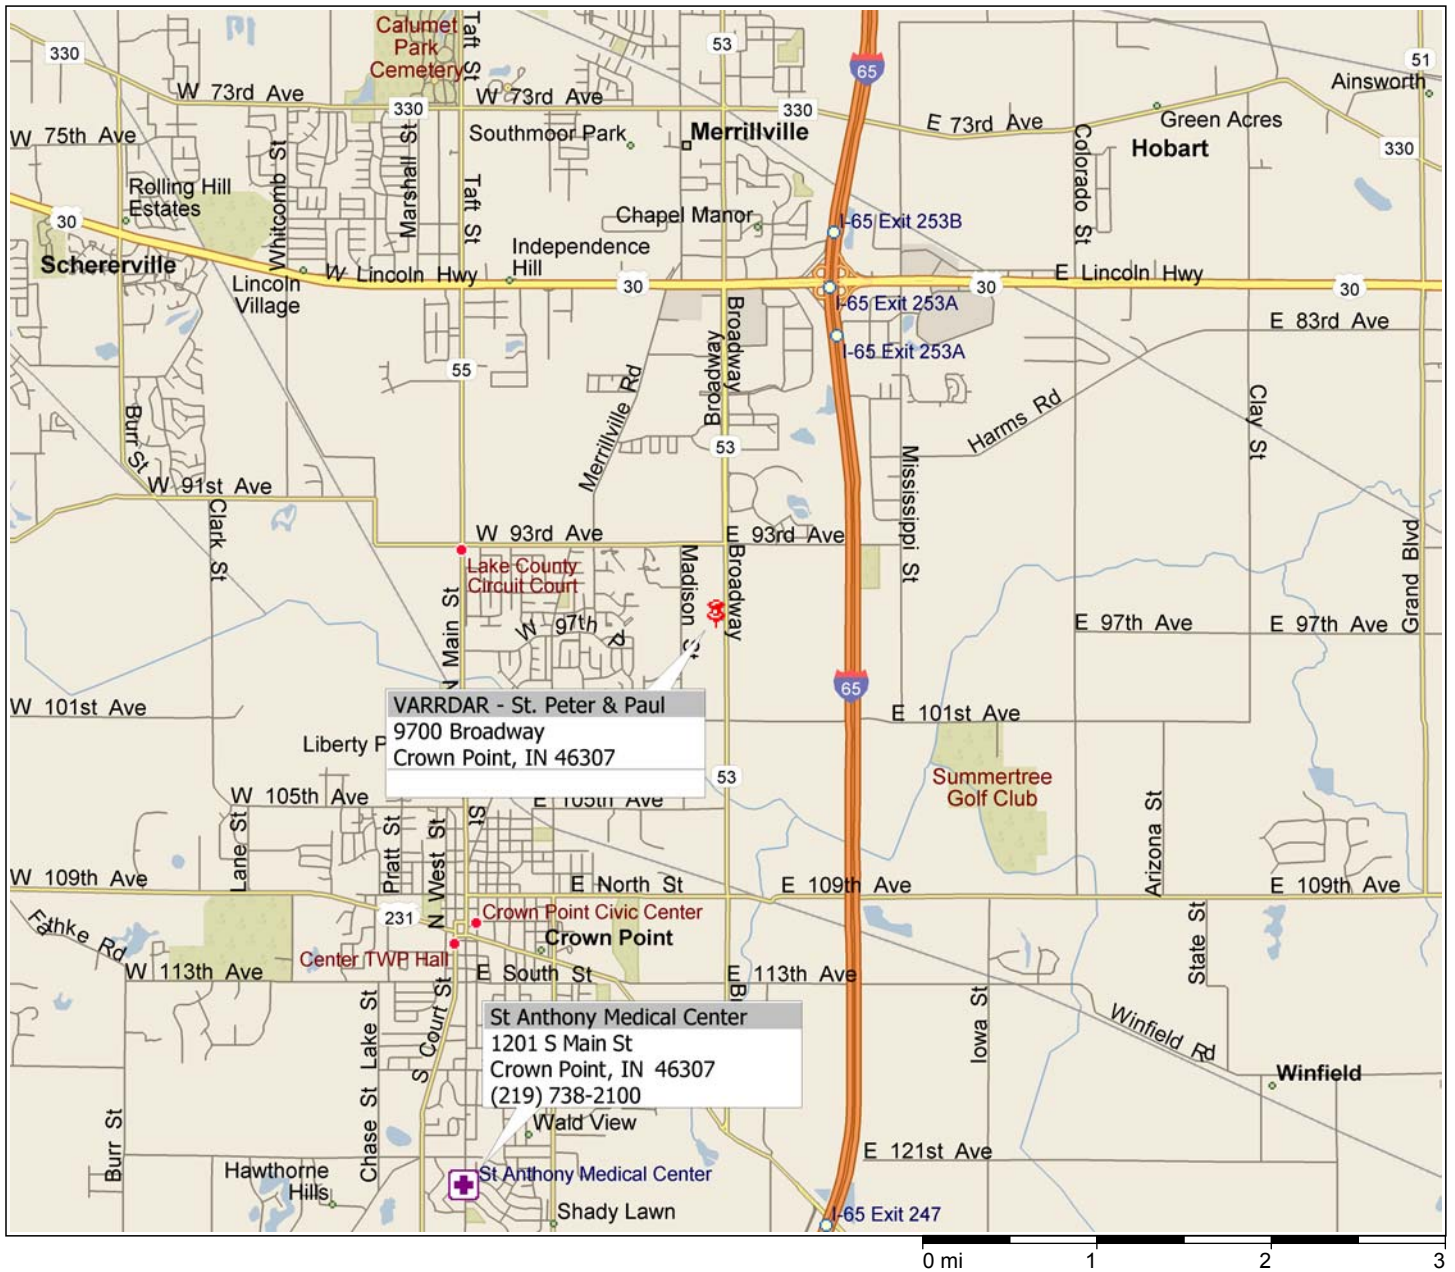 Calumet
Park
Cemetery
Taft St
53
65
51
Ainsworth
330
W 73rd Ave
330
W 73rd Ave
330
E 73rd Ave
Green Acres
Hobart
330
W 75th Ave
Southmoor Park
Merrillville
Whitcomb St
Marshall St
Taft St
Colorado St
Rolling Hill
Estates
30
Chapel Manor
I-65 Exit 253B
Schererville
Independence
Hill
W Lincoln Hwy
30
30
E Lincoln Hwy
30
Lincoln
Village
I-65 Exit 253A
Broadway
Broadway
E 83rd Ave
I-65 Exit 253A
55
Merrillville Rd
Harms Rd
Clay St
Burr St
53
Mississippi St
W 91st Ave
Clark St
W 93rd Ave
E 93rd Ave
Grand Blvd
Lake County
Circuit Court
Madison St
Broadway
N Main St
W 97th P
E 97th Ave
E 97th Ave
65
VARRDAR - St. Peter & Paul
9700 Broadway
Crown Point, IN 46307
W 101st Ave
E 101st Ave
Liberty P
Summertree
Golf Club
53
W 105th Ave
St
E 105th Ave
Lane St
Pratt St
N West St
Arizona St
W 109th Ave
E North St
E 109th Ave
E 109th Ave
231
Crown Point Civic Center
Fathke Rd
Crown Point
Center TWP Hall
State St
W 113th Ave
E South St
E 113th Ave
Lake St
S Court St
Iowa St
Winfield Rd
St Anthony Medical Center
1201 S Main St
Crown Point, IN 46307
(219) 738-2100
Winfield
Burr St
Chase St
Wald View
E 121st Ave
Hawthorne
Hills
St Anthony Medical Center
Shady Lawn
I-65 Exit 247
0 mi 1 2 3